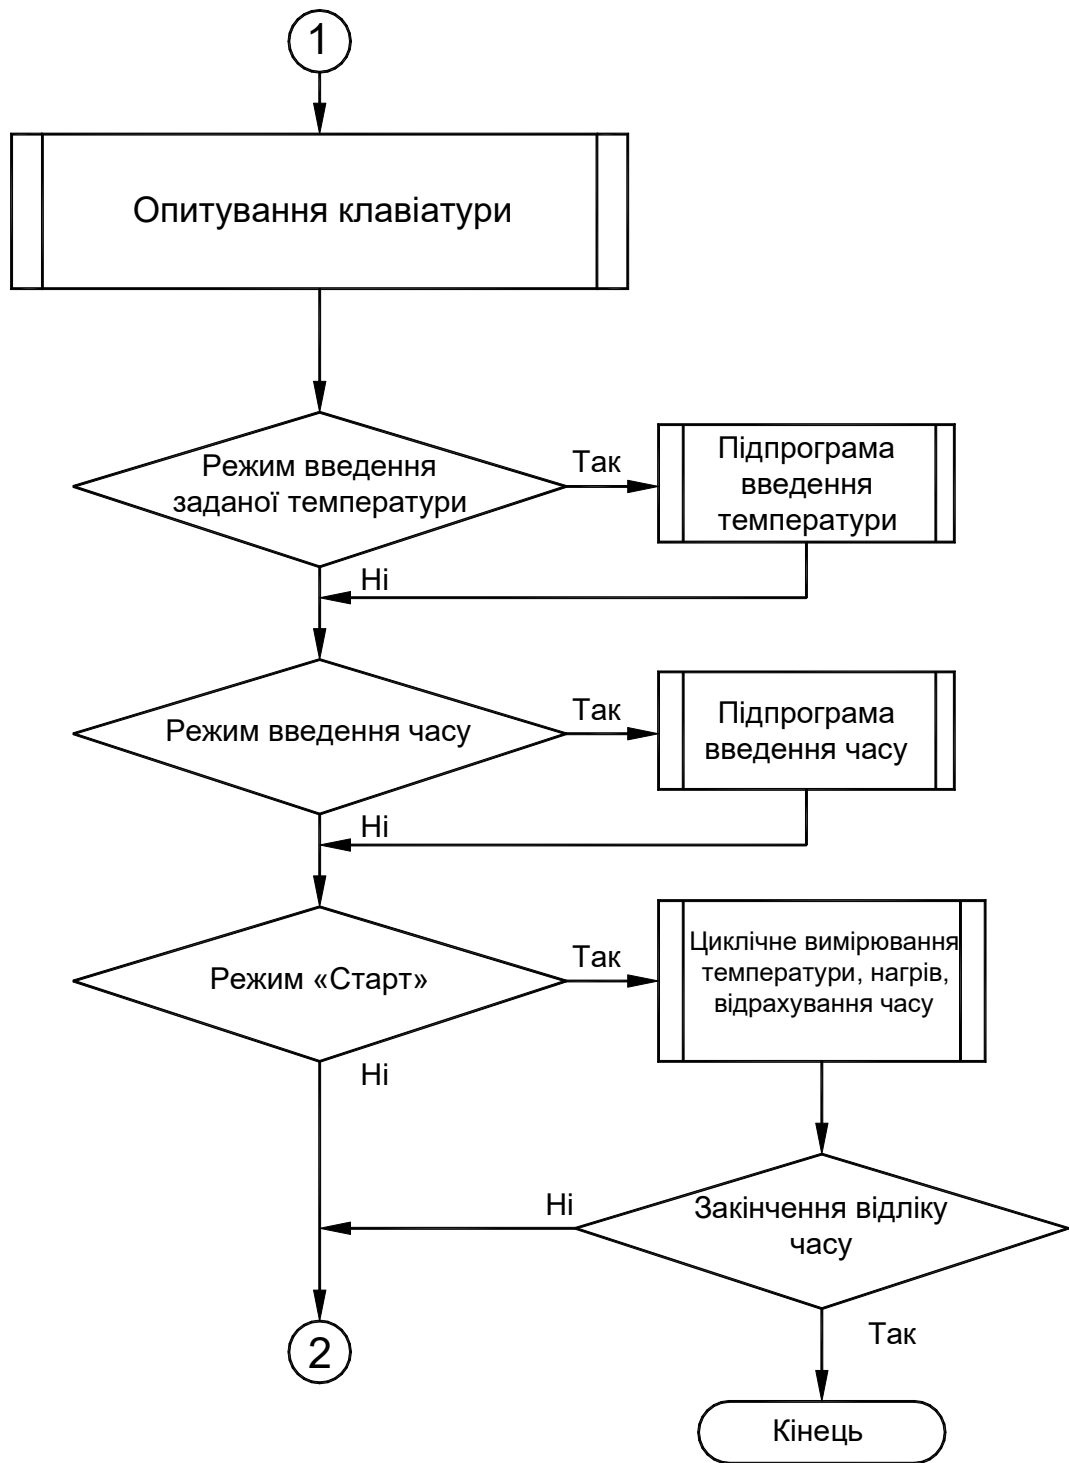 1
Опитування клавіатури
Режим введення
заданої температури
Так
Підпрограма
введення
температури
Ні
Режим введення часу
Так
Підпрограма
введення часу
Ні
Режим «Старт»
Так
Циклічне вимірювання
температури, нагрів,
відрахування часу
Ні
Закінчення відліку
часу
Ні
Так
2
Кінець